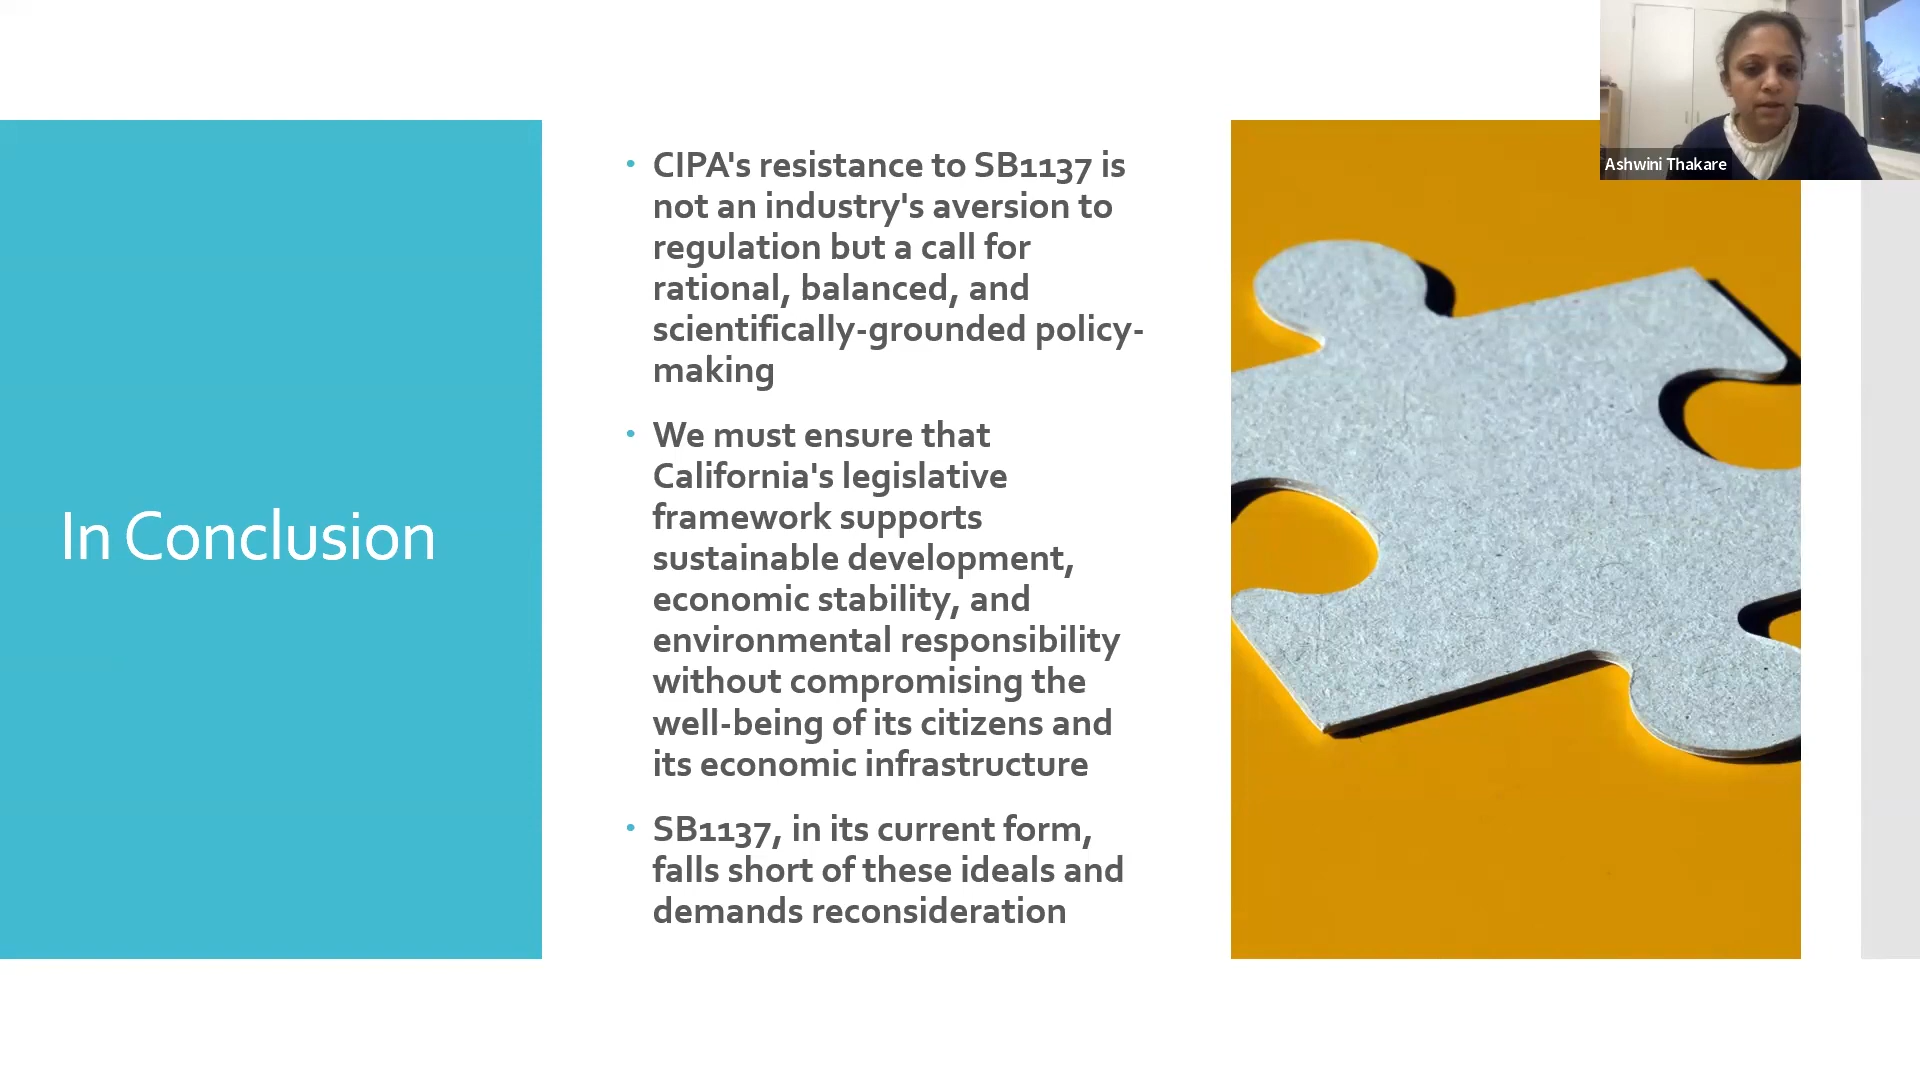 Ashwini Thakare
In Conclusion
• CIPA's resistance to SB1137 is
not an industry's aversion to
regulation but a call for
rational, balanced, and
scientifically-grounded policy-
making
• We must ensure that
California's legislative
framework supports
sustainable development,
economic stability, and
environmental responsibility
without compromising the
well-being of its citizens and
its economic infrastructure
• SB1137, in its current form,
falls short of these ideals and
demands reconsideration